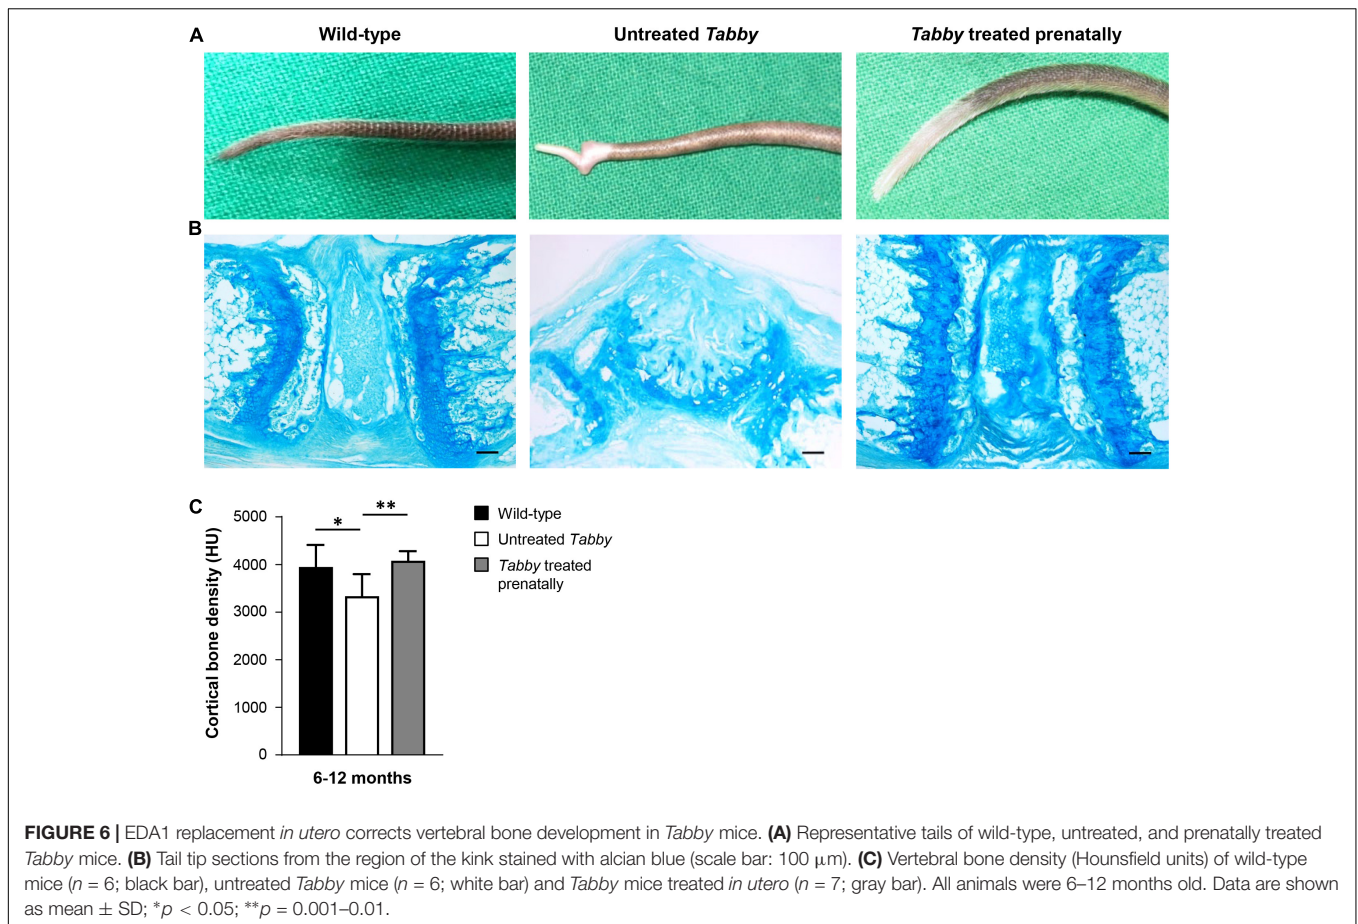 A
Wild-type
Untreated Tabby
Tabby treated prenatally
B
C
Cortical bone density (HU)
5000
4000
3000
2000
1000
0
*
**
6-12 months
Wild-type
Untreated Tabby
Tabby treated
prenatally
FIGURE 6 | EDA1 replacement in utero corrects vertebral bone development in Tabby mice. (A) Representative tails of wild-type, untreated, and prenatally treated
Tabby mice. (B) Tail tip sections from the region of the kink stained with alcian blue (scale bar: 100 μm). (C) Vertebral bone density (Hounsfield units) of wild-type
mice (n = 6; black bar), untreated Tabby mice (n = 6; white bar) and Tabby mice treated in utero (n = 7; gray bar). All animals were 6–12 months old. Data are shown
as mean ± SD; *p < 0.05; **p = 0.001–0.01.